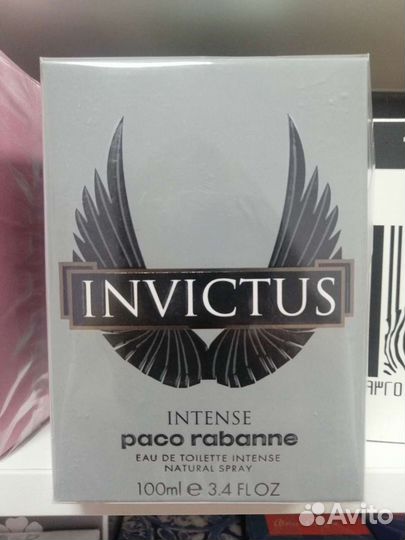 INVICTUS
INTENSE
paco rabanne
EAU DE TOILETTE INTENSE
NATURAL SPRAY
100ml e 3.4 FL OZ
Avito